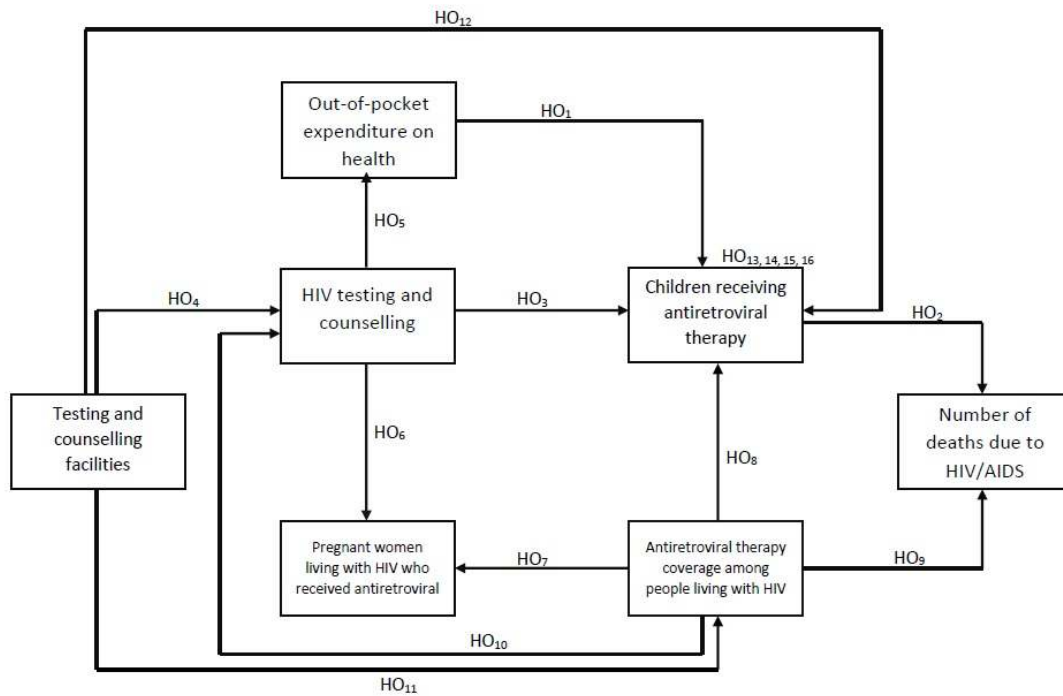 HO₁₂
Out-of-pocket
expenditure on
health
HO₁
HO₅
HO₁₃, ₁₄, ₁₅, ₁₆
HO₄
HIV testing and
counselling
HO₃
Children receiving
antiretroviral
therapy
HO₂
Testing and
counselling
facilities
HO₆
HO₈
Number of
deaths due to
HIV/AIDS
Pregnant women
living with HIV who
received antiretroviral
HO₇
Antiretroviral therapy
coverage among
people living with HIV
HO₉
HO₁₀
HO₁₁